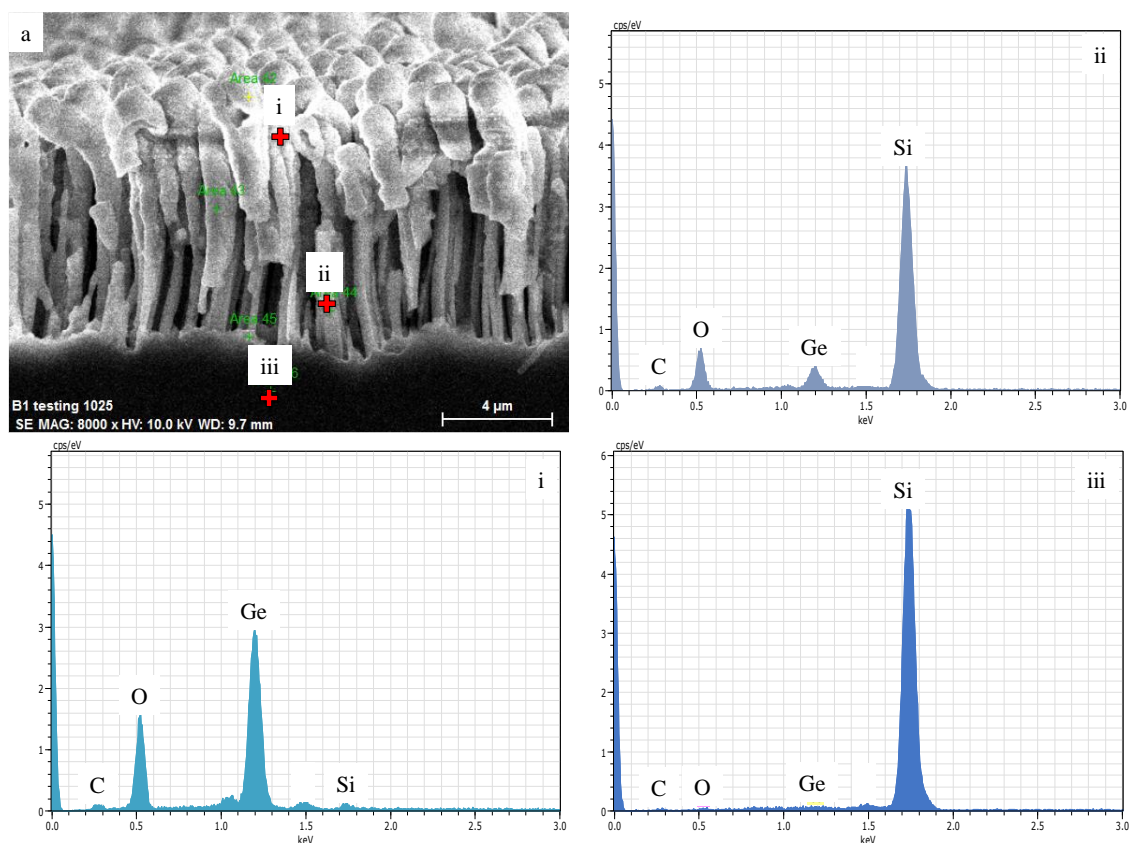 a
Area
i
Area
ii
Area 44
Area 45
iii
6
B1 testing 1025
SE MAG: 8000 x HV: 10.0 kV WD: 9.7 mm
4 µm
cps/eV
ii
5
4
3
2
1
0
Si
O
C
Ge
0.0 0.5 1.0 1.5 2.0 2.5 3.0
keV
cps/eV
i
5
4
3
2
1
0
Ge
O
C
Si
0.0 0.5 1.0 1.5 2.0 2.5 3.0
keV
cps/eV
iii
6
5
4
3
2
1
0
Si
C
O
Ge
0.0 0.5 1.0 1.5 2.0 2.5 3.0
keV